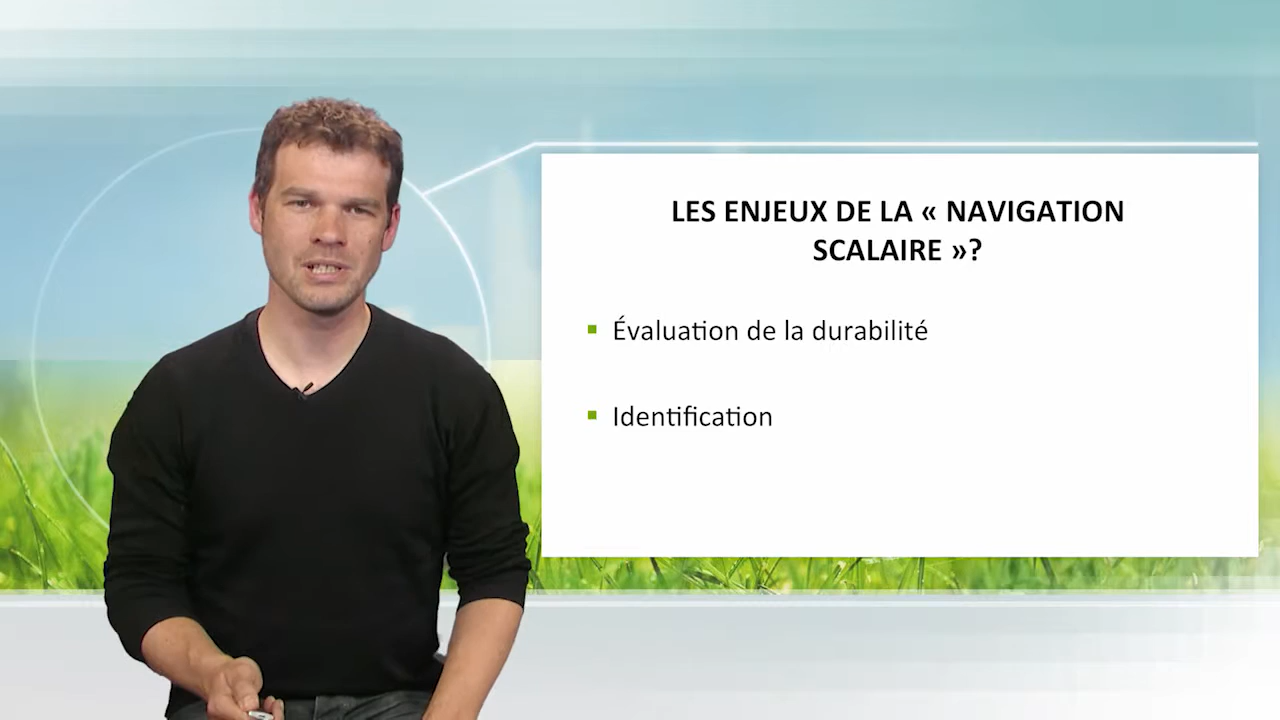 LES ENJEUX DE LA « NAVIGATION
SCALAIRE »?
Évaluation de la durabilité
Identification